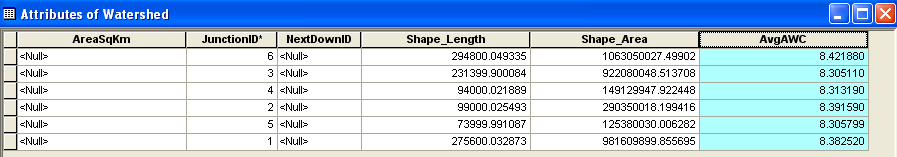 Attributes of Watershed
AreaSqKm JunctionID* NextDownID Shape_Length Shape_Area AvgAWC
<Null> 6 <Null> 294800.049335 1063050027.49902 8.421880
<Null> 3 <Null> 231399.900084 922080048.513708 8.305110
<Null> 4 <Null> 94000.021889 149129947.922448 8.313190
<Null> 2 <Null> 99000.025493 290350018.199416 8.391590
<Null> 5 <Null> 73999.991087 125380030.006282 8.305799
<Null> 1 <Null> 275600.032873 981609899.855695 8.382520